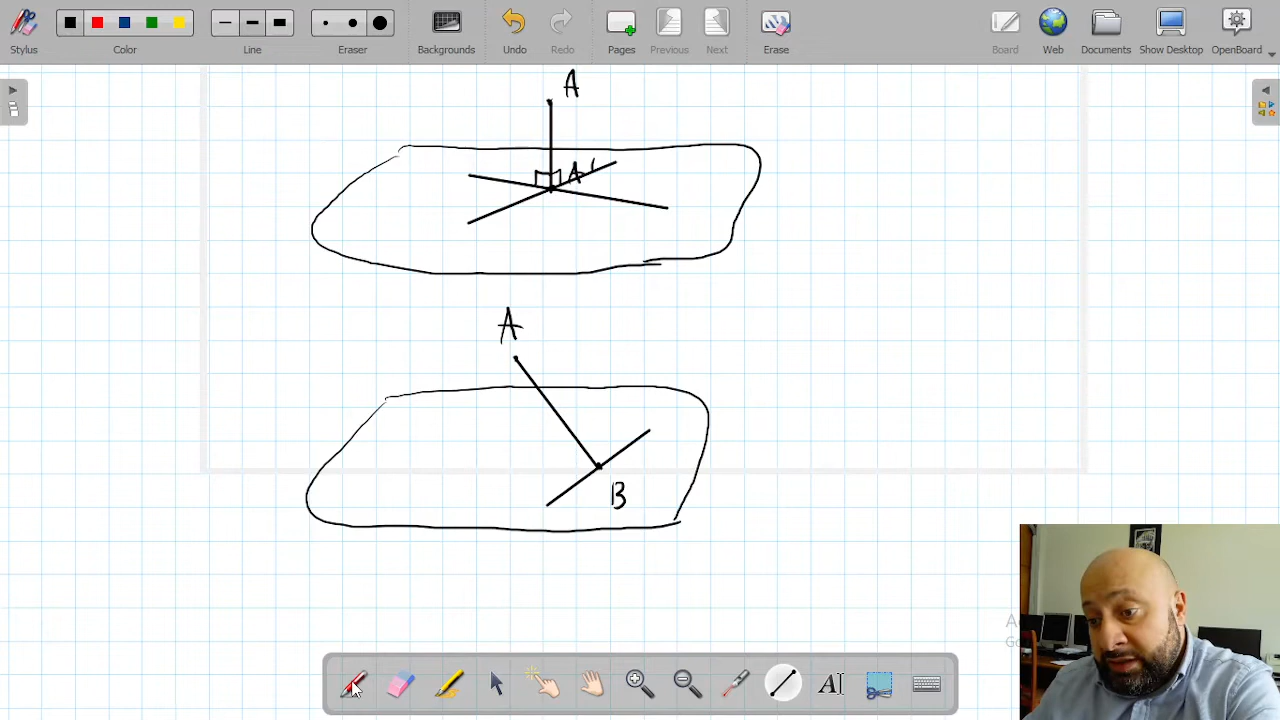 Stylus
Color
Line
Eraser
Backgrounds
Undo
Redo
Pages
Previous
Next
Erase
Board
Web
Documents
Show Desktop
OpenBoard
A
A'
A
B